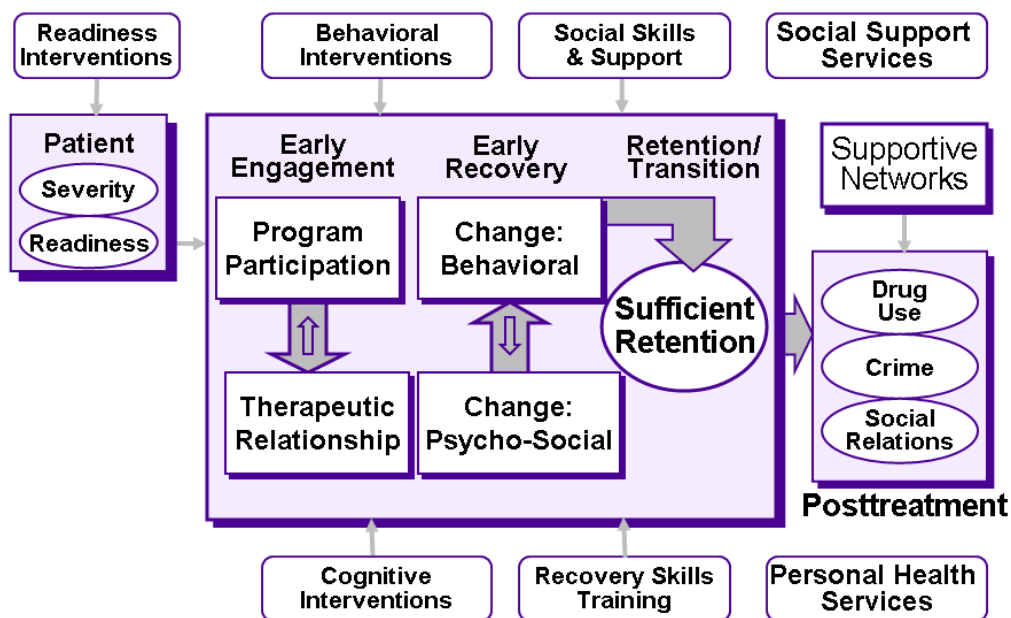 Readiness
Interventions
Behavioral
Interventions
Social Skills
& Support
Social Support
Services
Patient
Severity
Readiness
Early
Engagement
Early
Recovery
Retention/
Transition
Program
Participation
Change:
Behavioral
Sufficient
Retention
Therapeutic
Relationship
Change:
Psycho-Social
Supportive
Networks
Drug
Use
Crime
Social
Relations
Posttreatment
Cognitive
Interventions
Recovery Skills
Training
Personal Health
Services